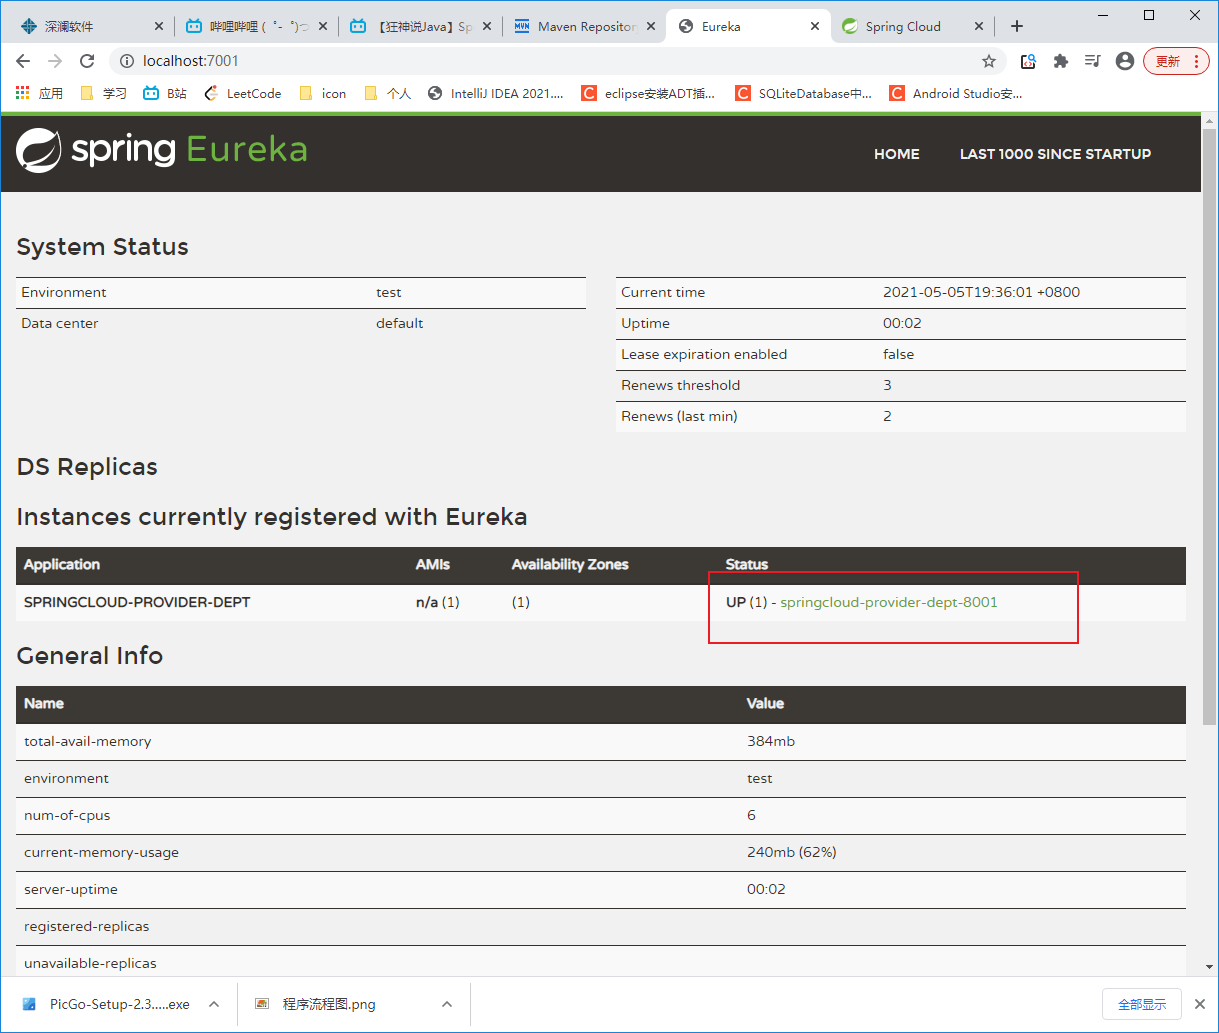 深澜软件
哔哩哔哩 ( ゜- ゜)つ
【狂神说Java】Sp
MVN Maven Repositor
Eureka
Spring Cloud
localhost:7001
更新
应用 学习 B站 LeetCode icon 个人 IntelliJ IDEA 2021.... eclipse安装ADT插... SQLiteDatabase中... Android Studio安...
spring Eureka
HOME LAST 1000 SINCE STARTUP
System Status
Environment test
Data center default
Current time 2021-05-05T19:36:01 +0800
Uptime 00:02
Lease expiration enabled false
Renews threshold 3
Renews (last min) 2
DS Replicas
Instances currently registered with Eureka
Application AMIs Availability Zones Status
SPRINGCLOUD-PROVIDER-DEPT n/a (1) (1) UP (1) - springcloud-provider-dept-8001
General Info
Name Value
total-avail-memory 384mb
environment test
num-of-cpus 6
current-memory-usage 240mb (62%)
server-uptime 00:02
registered-replicas
unavailable-replicas
PicGo-Setup-2.3.....exe 程序流程图.png 全部显示